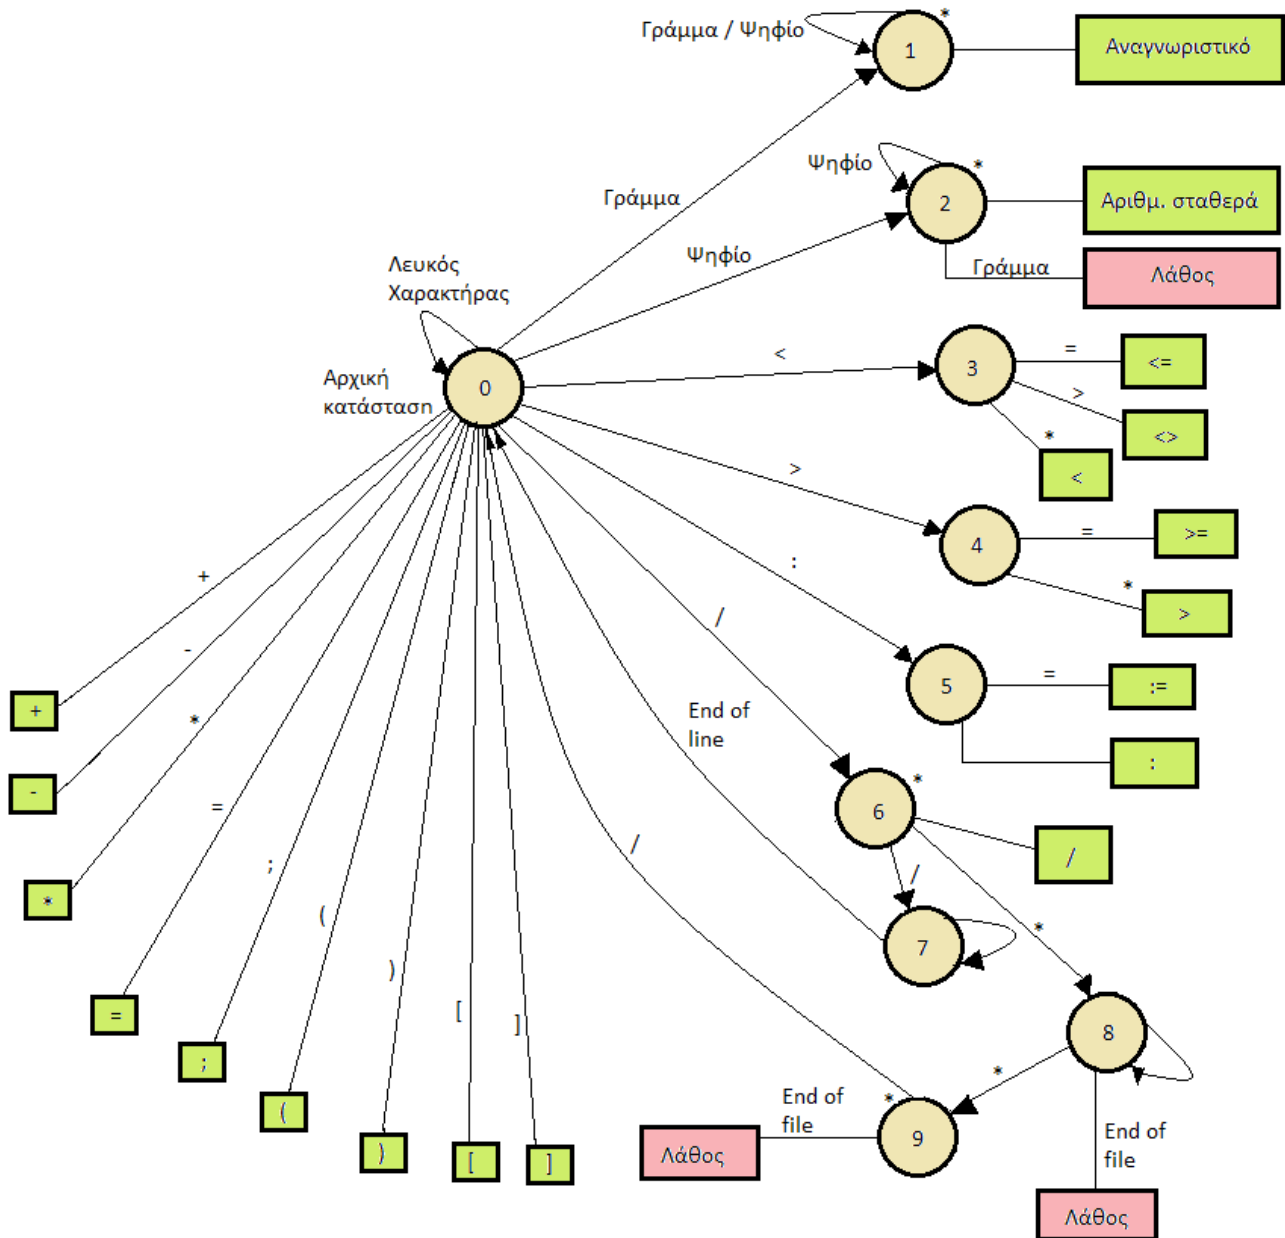 *
Γράμμα / Ψηφίο
1
Αναγνωριστικό
Ψηφίο
*
Γράμμα
2
Αριθμ. σταθερά
Ψηφίο
Γράμμα
Λάθος
Λευκός
Χαρακτήρας
<
=
<=
3
Αρχική
κατάσταση
0
>
<>
*
<
>
4
=
>=
*
>
+
:
-
/
5
=
:=
+
*
End of
line
:
-
*
6
=
/
/
/
;
*
(
*
7
)
[
]
=
8
;
*
End of
file
*
(
9
End of
file
)
[
]
Λάθος
Λάθος